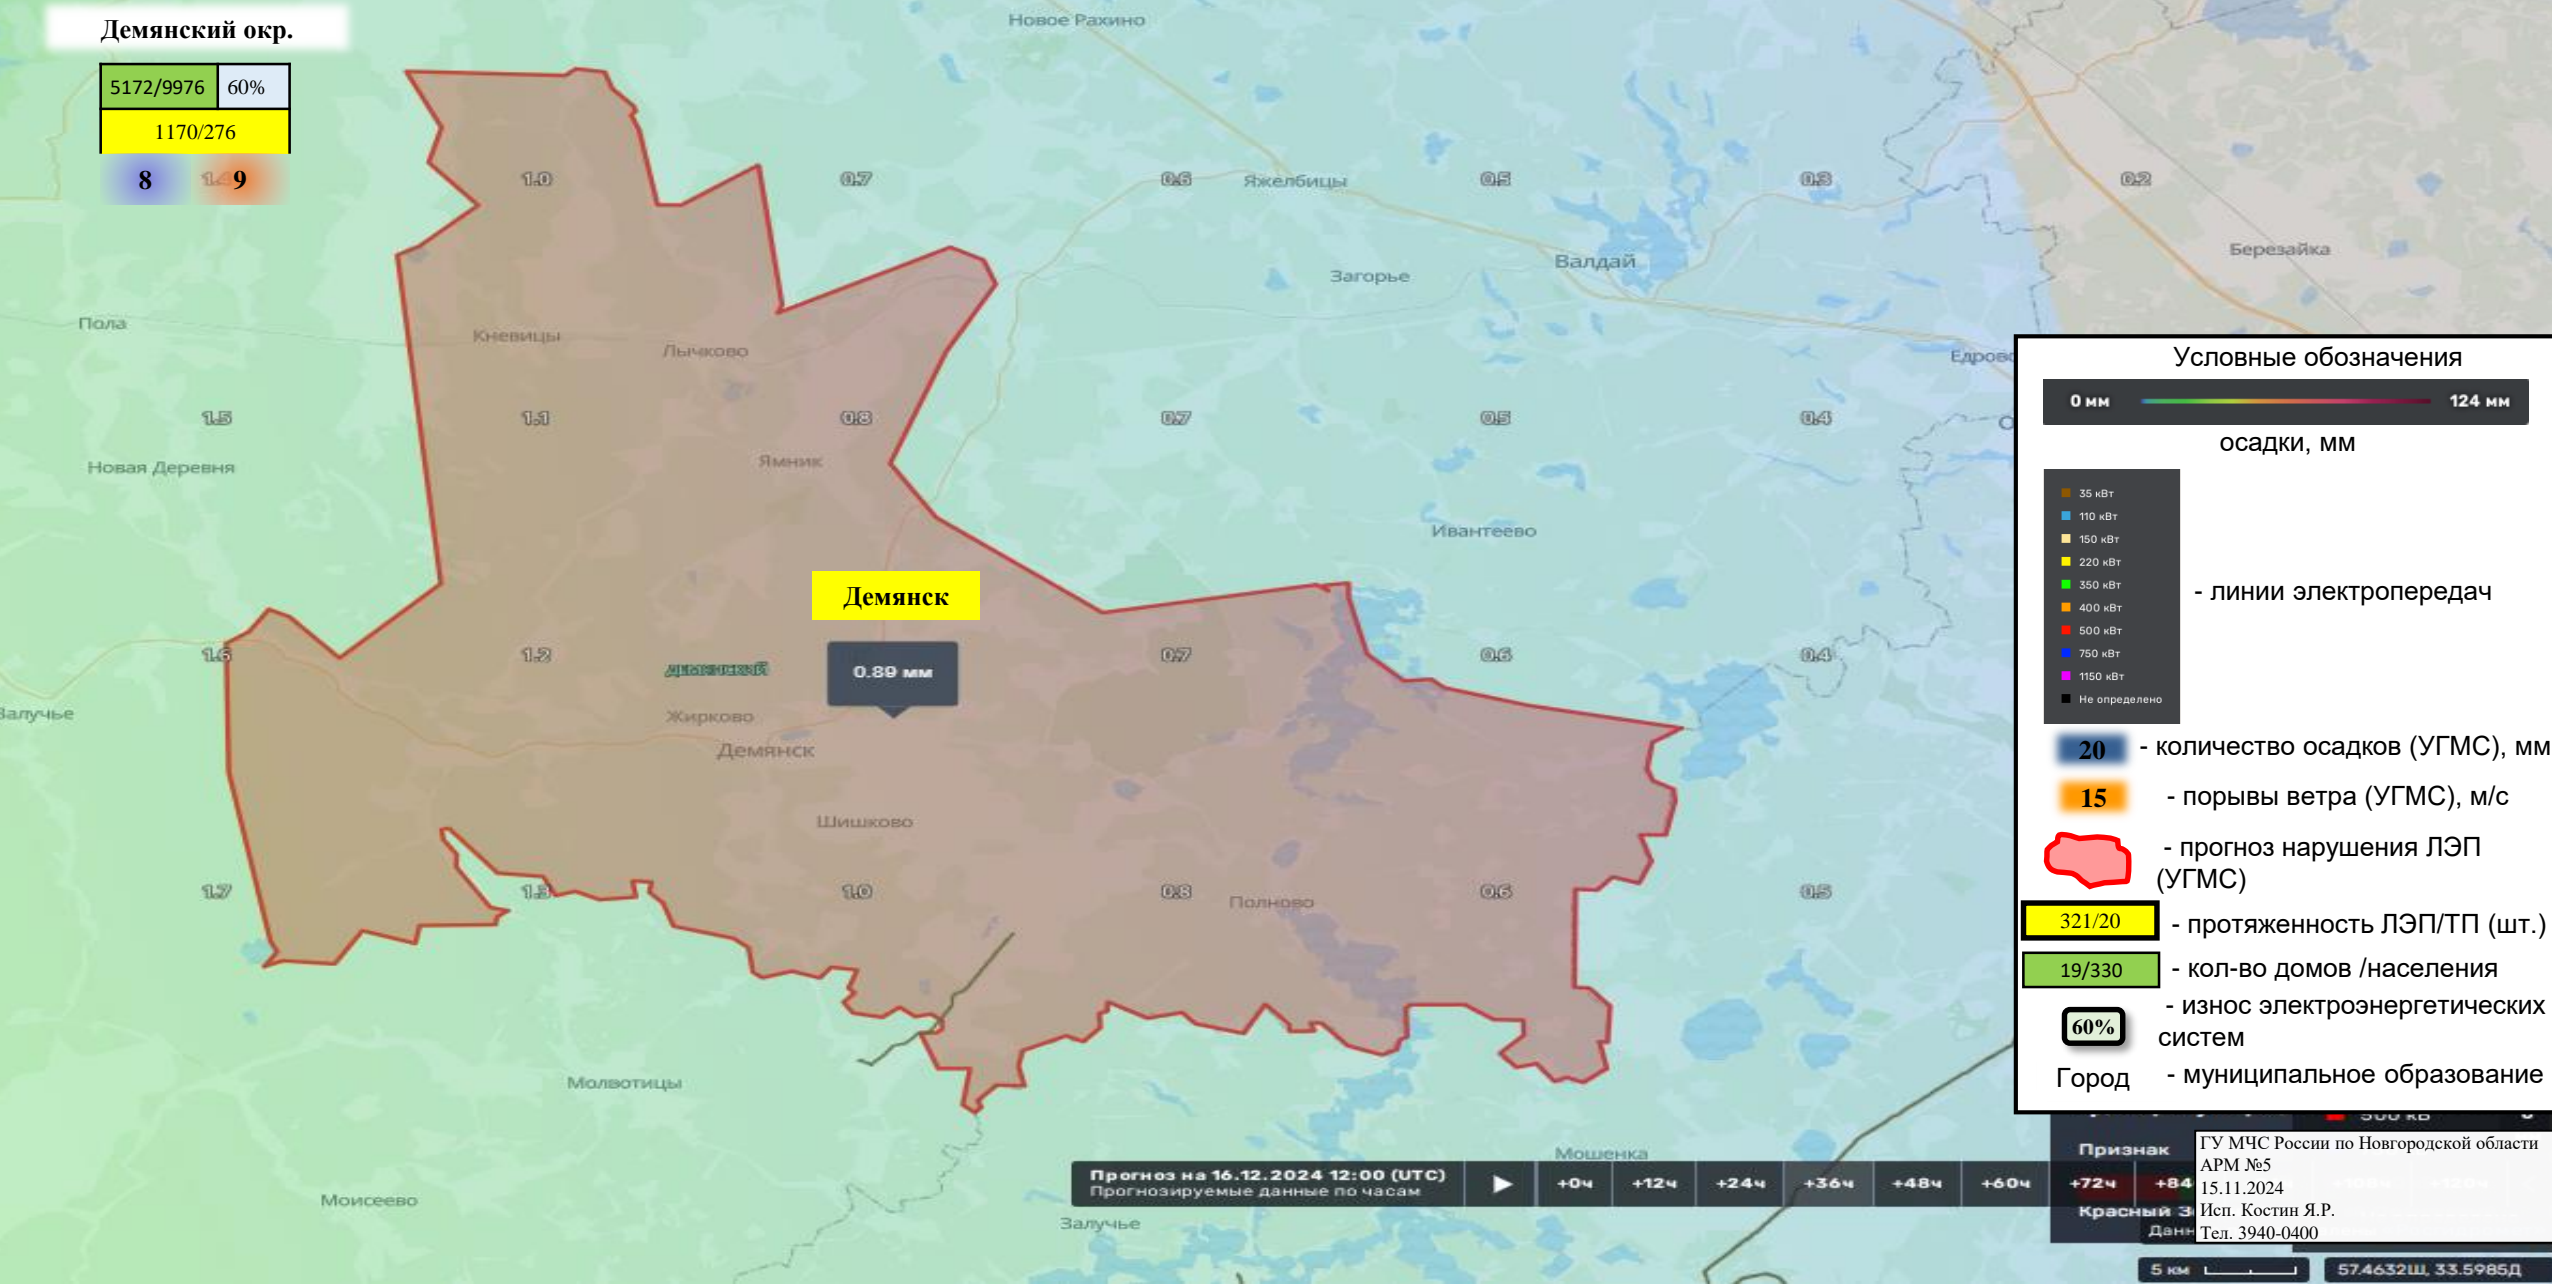 Демянский окр.
5172/9976 60%
1170/276
8 9
Новое Рахино
1.0 0.7 0.6 Яжелбицы 0.5 0.3 0.2
Березайка
Валдай
Загорье
Пола
Кневицы
Лычково
1.5 1.1 0.8 0.7 0.5 0.4
Новая Деревня
Ямник
Ивантеево
Демянск
1.6 1.2 0.7 0.6 0.4
демянский
0.89 мм
Залучье
Жирково
Демянск
Шишково
1.7 1.3 1.0 0.8 Полново 0.6 0.5
Молвотицы
Мошенка
Моисеево
Залучье
Прогноз на 16.12.2024 12:00 (UTC)
Прогнозируемые данные по часам
+0ч +12ч +24ч +36ч +48ч +60ч +72ч +84
Условные обозначения
0 мм 124 мм
осадки, мм
35 кВт
110 кВт
150 кВт
220 кВт
350 кВт
400 кВт
500 кВт
750 кВт
1150 кВт
Не определено
- линии электропередач
20 - количество осадков (УГМС), мм
15 - порывы ветра (УГМС), м/с
- прогноз нарушения ЛЭП
(УГМС)
321/20 - протяженность ЛЭП/ТП (шт.)
19/330 - кол-во домов /населения
- износ электроэнергетических
60% систем
Город - муниципальное образование
500 кВ
Признак
Красный З
Данн
ГУ МЧС России по Новгородской области
АРМ №5
15.11.2024
Исп. Костин Я.Р.
Тел. 3940-0400
5 км 57.4632Ш, 33.5985Д